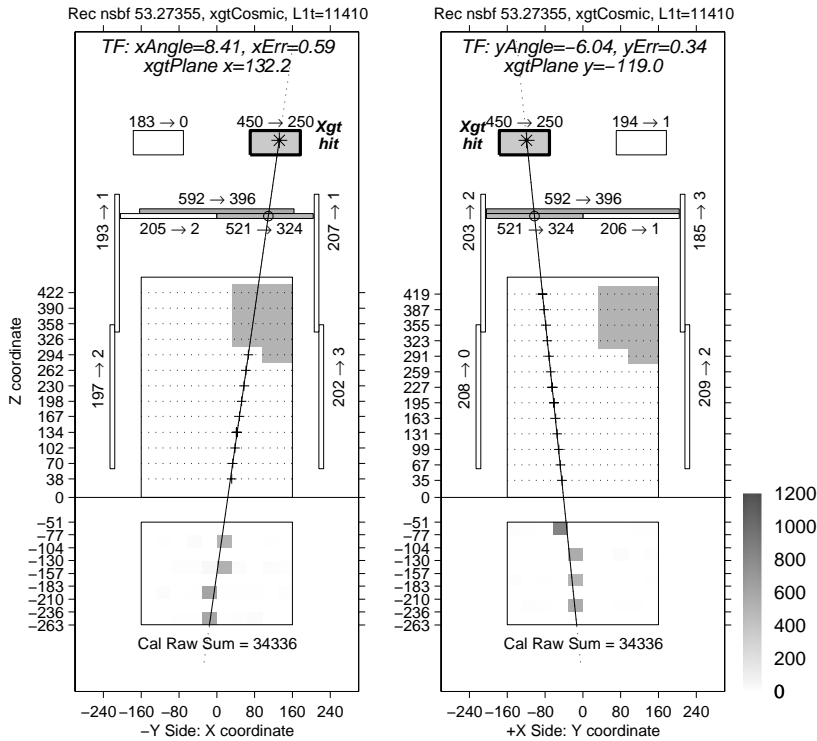 Rec nsbf 53.27355, xgtCosmic, L1t=11410
TF: xAngle=8.41, xErr=0.59
xgtPlane x=132.2
183 → 0
450 → 250
Xgt
hit
592 → 396
205 → 2
521 → 324
193 → 1
207 → 1
197 → 2
202 → 3
Z coordinate
422
390
358
326
294
262
230
198
167
134
102
70
38
0
−51
−77
−104
−130
−157
−183
−210
−236
−263
Cal Raw Sum = 34336
−240
−160
−80
0
80
160
240
−Y Side: X coordinate
Rec nsbf 53.27355, xgtCosmic, L1t=11410
TF: yAngle=−6.04, yErr=0.34
xgtPlane y=−119.0
Xgt
hit
450 → 250
194 → 1
592 → 396
521 → 324
206 → 1
203 → 2
185 → 3
208 → 0
209 → 2
419
387
355
323
291
259
227
195
163
131
99
67
35
0
−51
−77
−104
−130
−157
−183
−210
−236
−263
Cal Raw Sum = 34336
−240
−160
−80
0
80
160
240
+X Side: Y coordinate
1200
1000
800
600
400
200
0